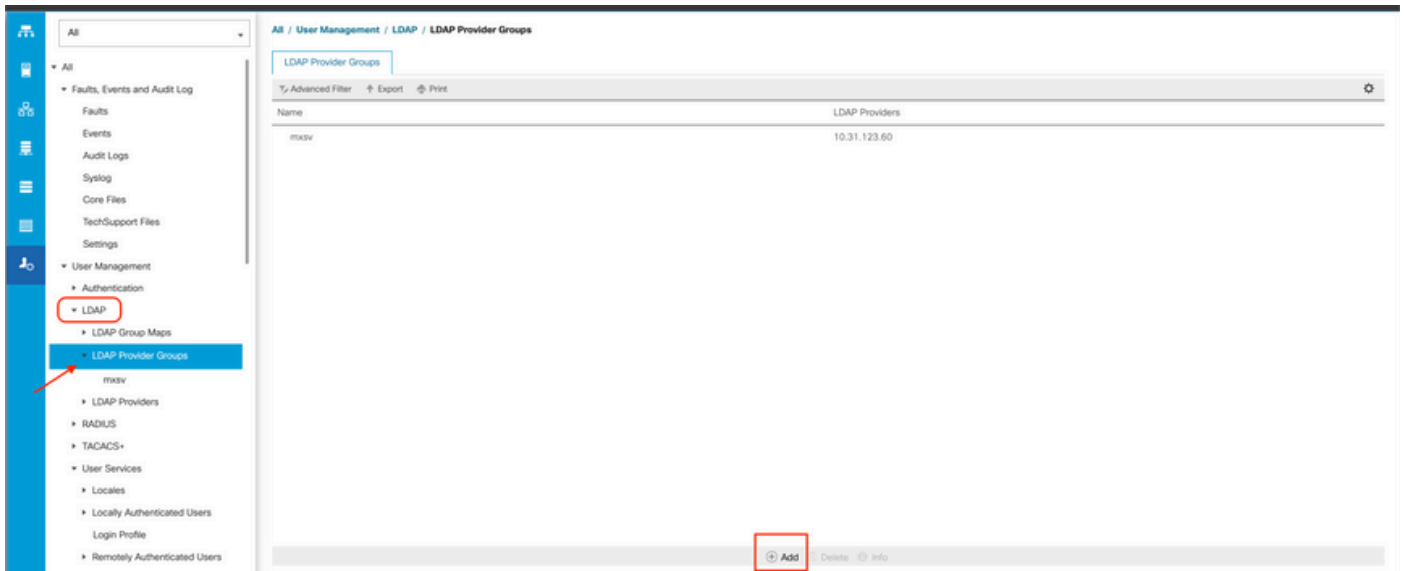 All
All
Faults, Events and Audit Log
Faults
Events
Audit Logs
Syslog
Core Files
TechSupport Files
Settings
User Management
Authentication
LDAP
LDAP Group Maps
LDAP Provider Groups
mxsv
LDAP Providers
RADIUS
TACACS+
User Services
Locales
Locally Authenticated Users
Login Profile
Remotely Authenticated Users
All / User Management / LDAP / LDAP Provider Groups
LDAP Provider Groups
Advanced Filter Export Print
Name LDAP Providers
mxsv 10.31.123.60
Add Delete Info